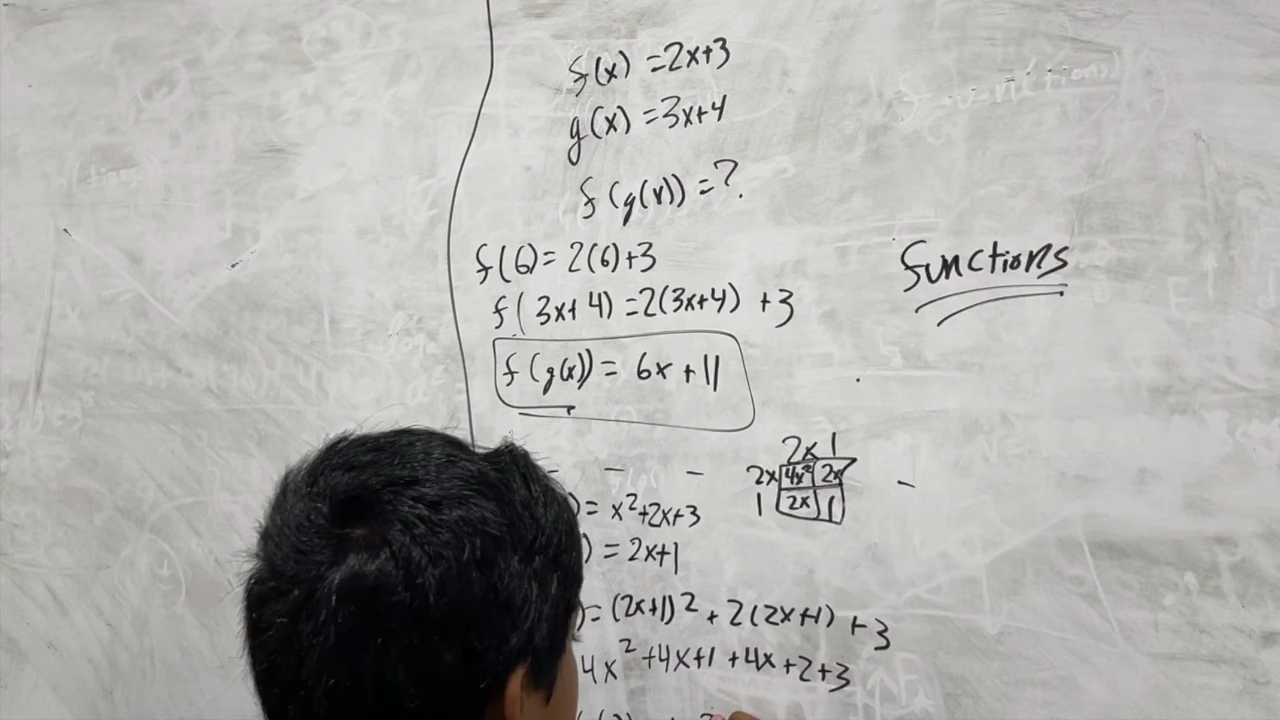 f(x) = 2x+3
g(x) = 3x+4
f(g(x)) = ?
f(6) = 2(6)+3
functions
f(3x+4) = 2(3x+4) + 3
f(g(x)) = 6x + 11
2x 1
2x 4x² 2x
1 2x 1
) = x²+2x+3
) = 2x+1
) = (2x+1)² + 2(2x+1) + 3
4x² +4x+1 +4x+2+3